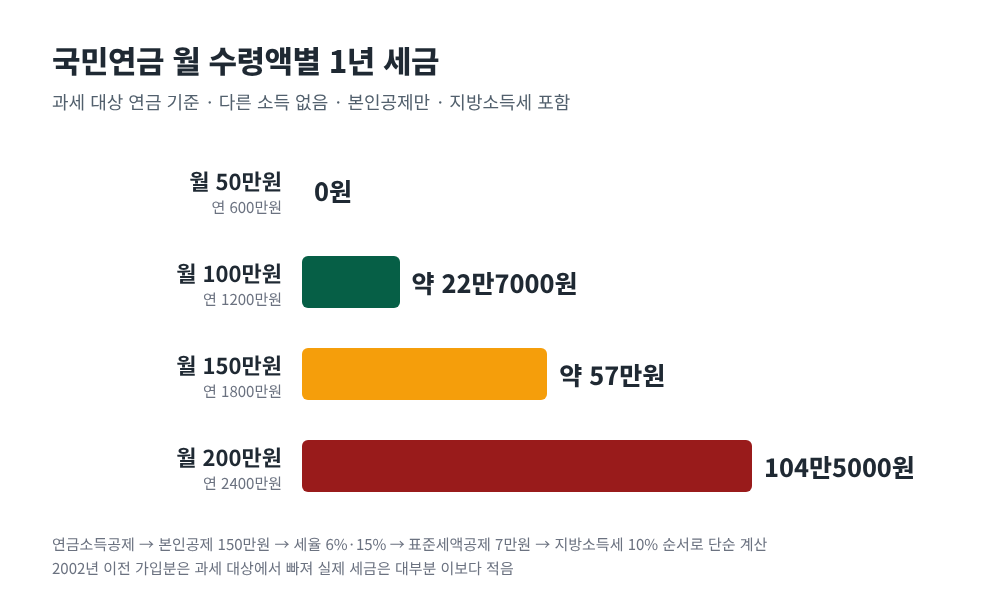 국민연금 월 수령액별 1년 세금
과세 대상 연금 기준 · 다른 소득 없음 · 본인공제만 · 지방소득세 포함
월 50만원
연 600만원
0원
월 100만원
연 1200만원
약 22만7000원
월 150만원
연 1800만원
약 57만원
월 200만원
연 2400만원
104만5000원
연금소득공제 → 본인공제 150만원 → 세율 6%·15% → 표준세액공제 7만원 → 지방소득세 10% 순서로 단순 계산
2002년 이전 가입분은 과세 대상에서 빠져 실제 세금은 대부분 이보다 적음